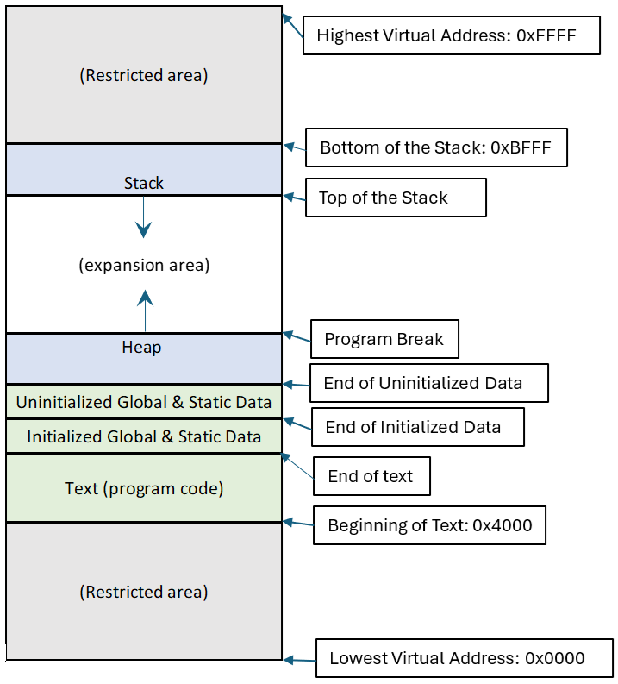 Highest Virtual Address: 0xFFFF
(Restricted area)
Bottom of the Stack: 0xBFFF
Stack
Top of the Stack
(expansion area)
Program Break
Heap
End of Uninitialized Data
Uninitialized Global & Static Data
End of Initialized Data
Initialized Global & Static Data
End of text
Text (program code)
Beginning of Text: 0x4000
(Restricted area)
Lowest Virtual Address: 0x0000